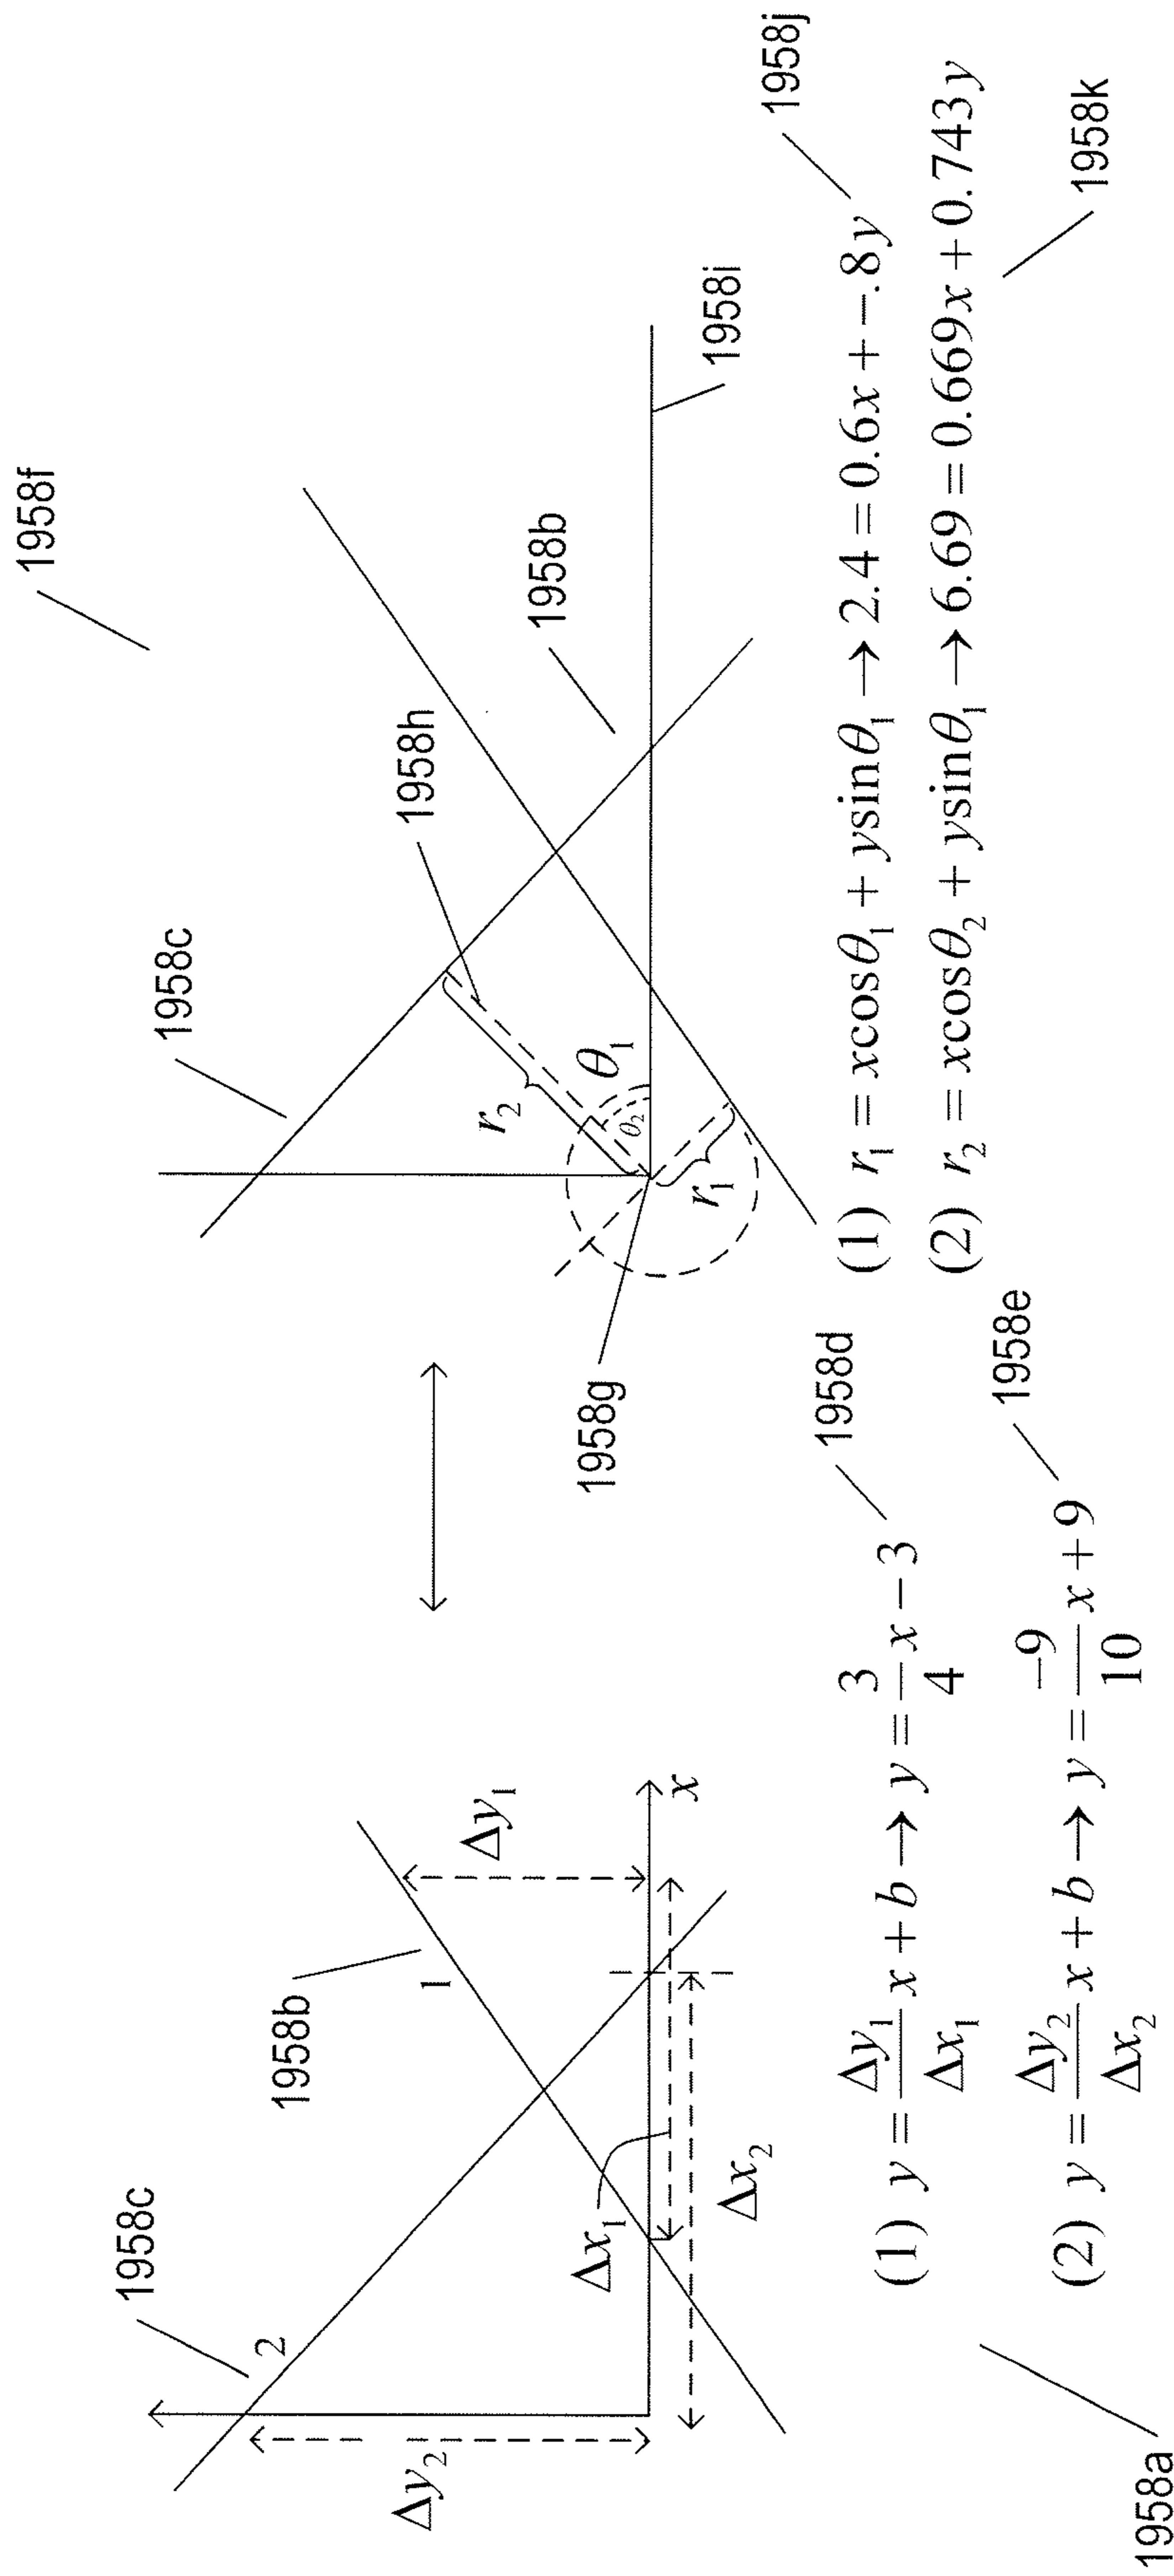 1958c
2
1958b
1
Δy₂
Δy₁
Δx₁
x
Δx₂
(1) y = Δy₁/Δx₁ x + b → y = 3/4 x − 3
1958d
(2) y = Δy₂/Δx₂ x + b → y = −9/10 x + 9
1958e
1958a
1958f
1958c
1958h
1958b
r₂
θ₁
θ₂
r₁
1958g
1958i
(1) r₁ = xcosθ₁ + ysinθ₁ → 2.4 = 0.6x + −.8y
1958j
(2) r₂ = xcosθ₂ + ysinθ₁ → 6.69 = 0.669x + 0.743y
1958k